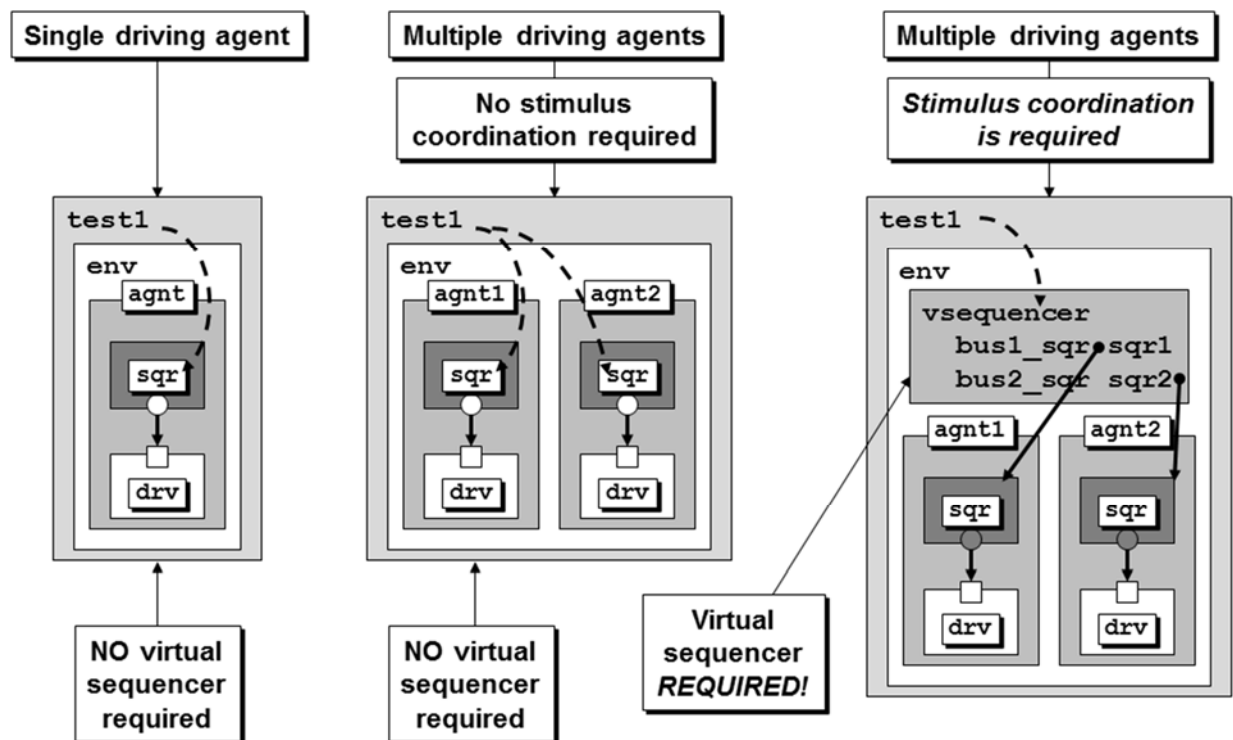 Single driving agent
test1
env
agnt
sqr
drv
NO virtual
sequencer
required
Multiple driving agents
No stimulus
coordination required
test1
env
agnt1
agnt2
sqr
sqr
drv
drv
NO virtual
sequencer
required
Multiple driving agents
Stimulus coordination
is required
test1
env
vsequencer
bus1_sqr sqr1
bus2_sqr sqr2
agnt1
agnt2
sqr
sqr
drv
drv
Virtual
sequencer
REQUIRED!